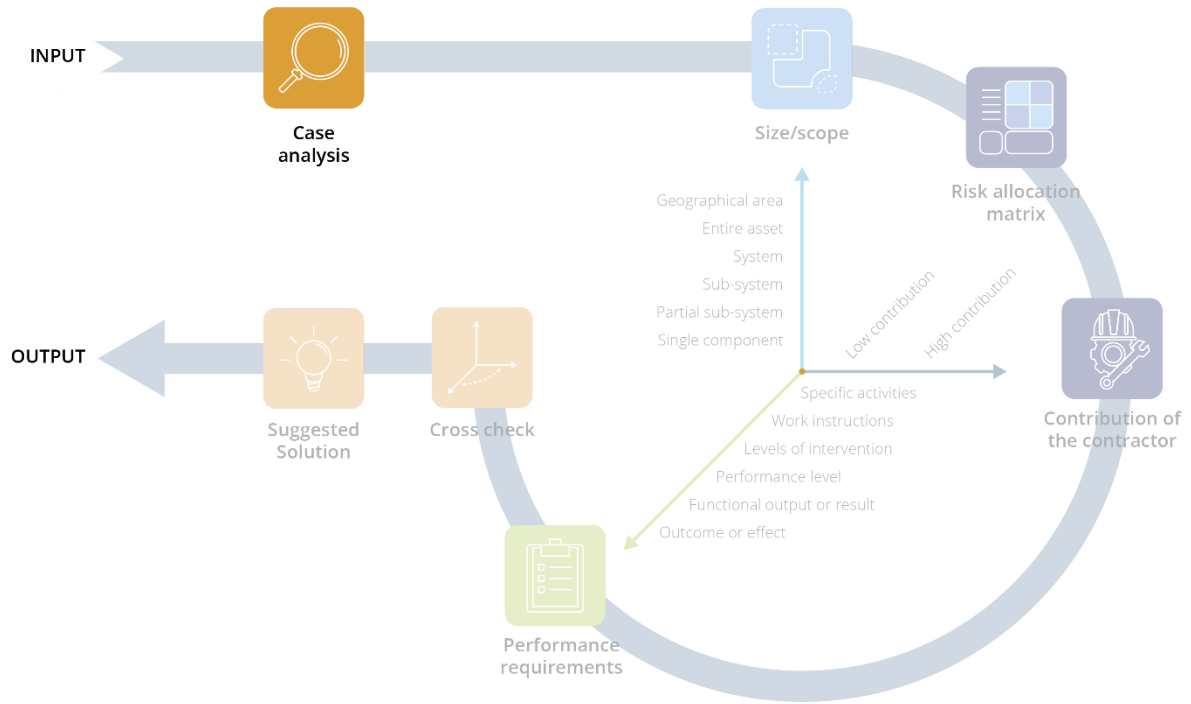 INPUT
Case
analysis
Size/scope
Risk allocation
matrix
Geographical area
Entire asset
System
Sub-system
Partial sub-system
Single component
Low contribution
High contribution
Contribution of
the contractor
Specific activities
Work instructions
Levels of intervention
Performance level
Functional output or result
Outcome or effect
Performance
requirements
Cross check
Suggested
Solution
OUTPUT